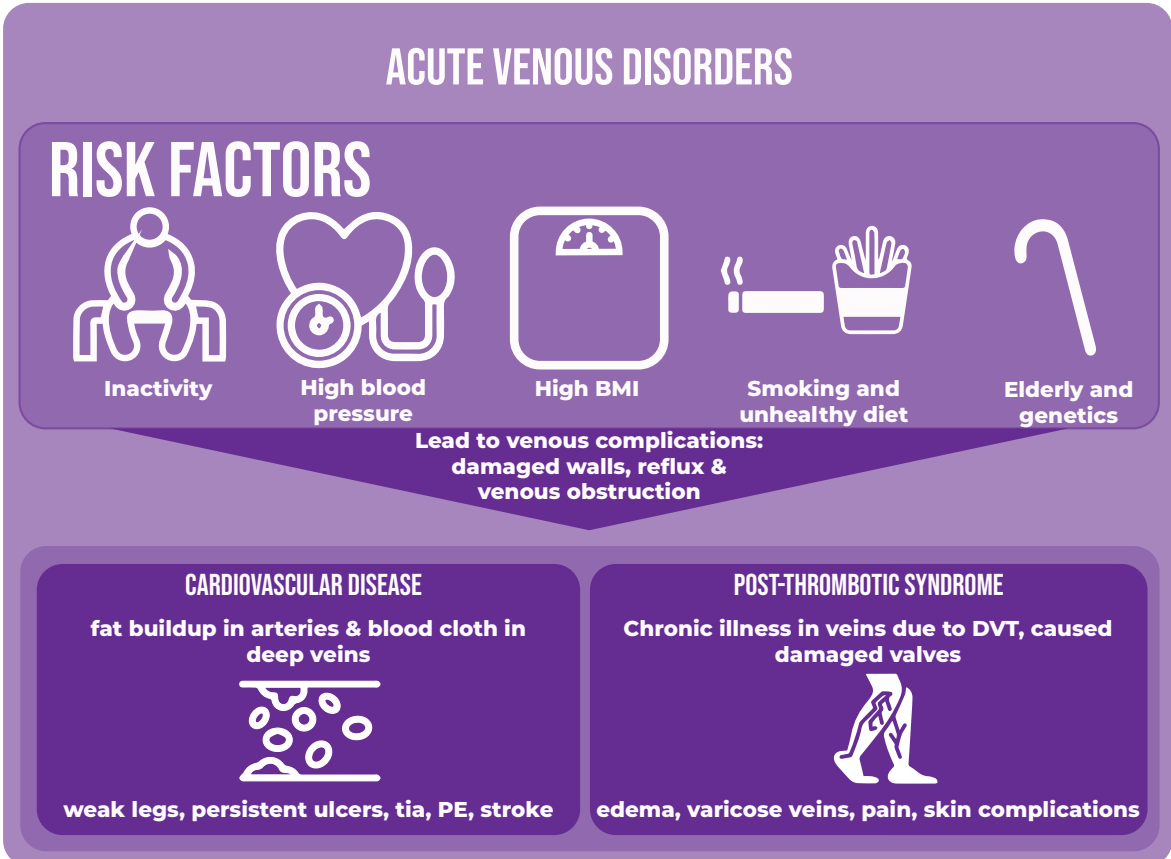 ACUTE VENOUS DISORDERS
RISK FACTORS
Inactivity
High blood
pressure
High BMI
Smoking and
unhealthy diet
Elderly and
genetics
Lead to venous complications:
damaged walls, reflux &
venous obstruction
CARDIOVASCULAR DISEASE
fat buildup in arteries & blood cloth in
deep veins
weak legs, persistent ulcers, tia, PE, stroke
POST-THROMBOTIC SYNDROME
Chronic illness in veins due to DVT, caused
damaged valves
edema, varicose veins, pain, skin complications